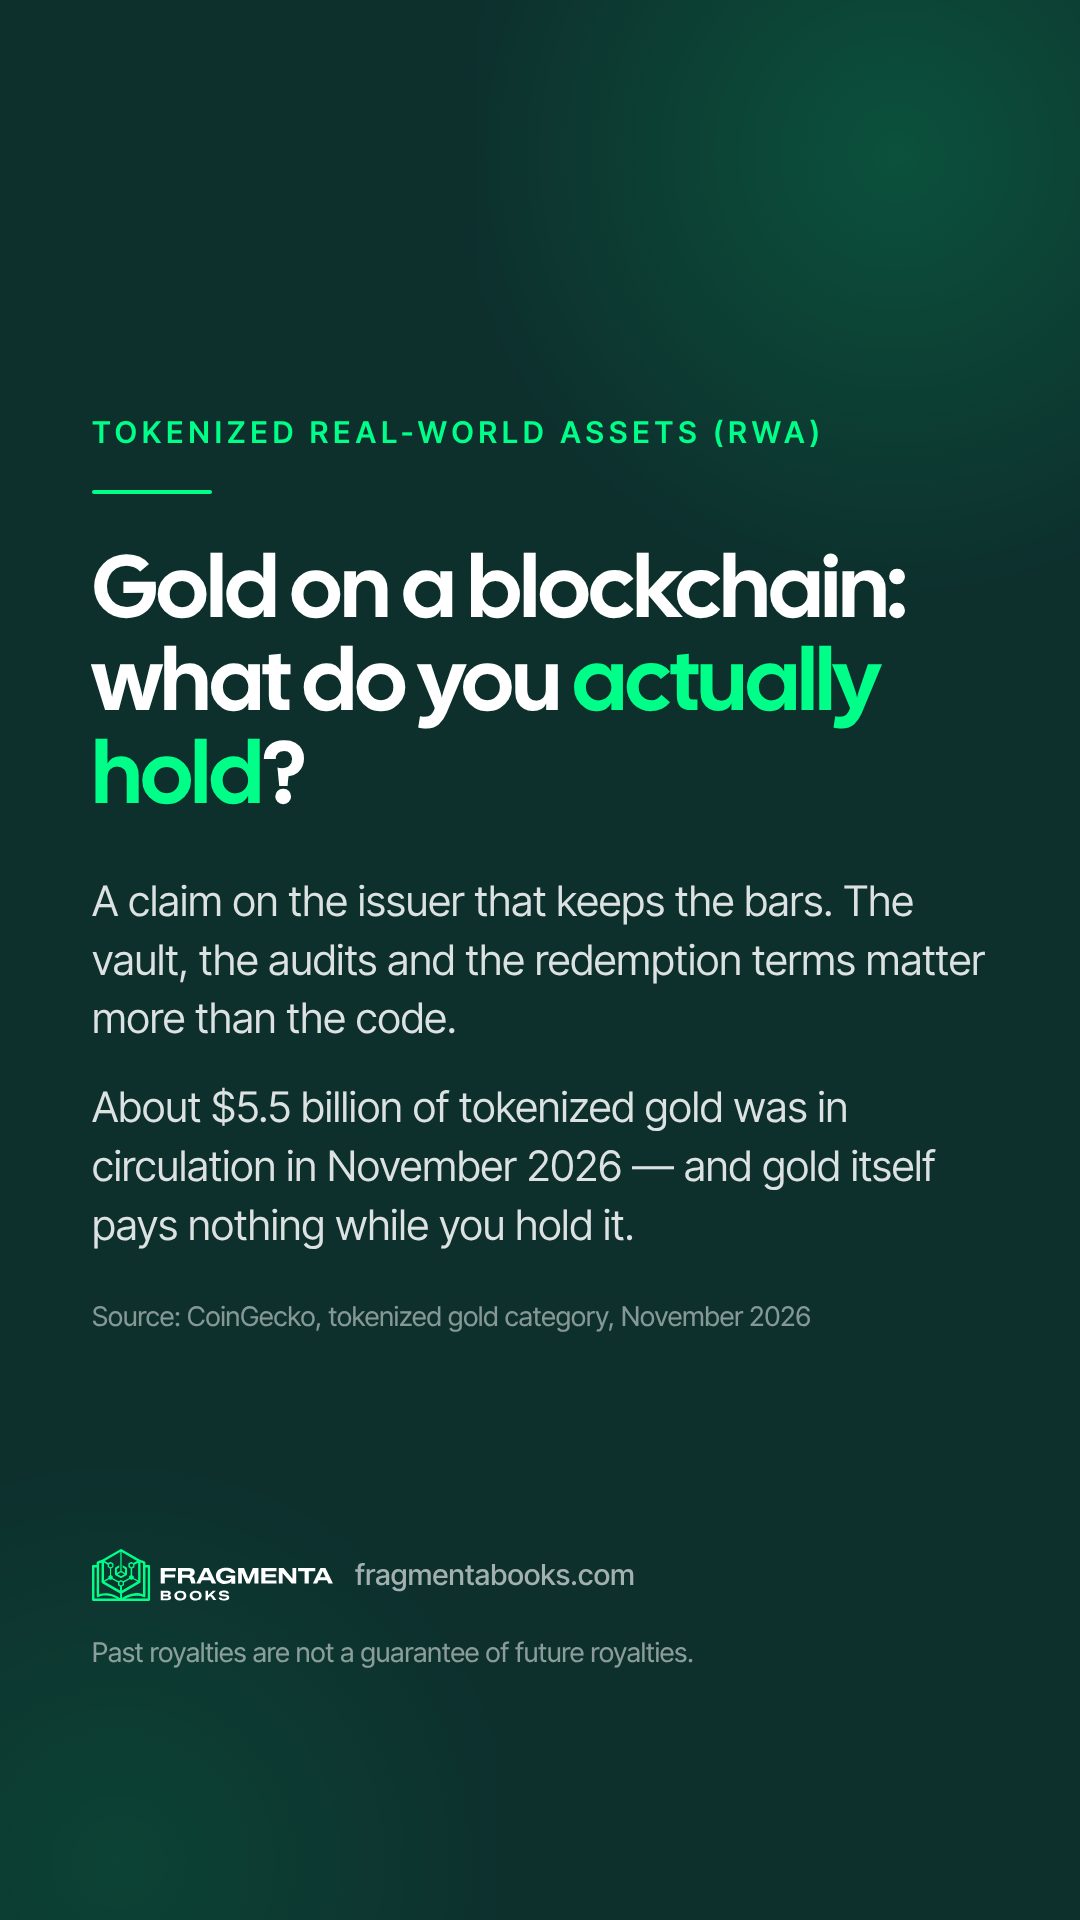 TOKENIZED REAL-WORLD ASSETS (RWA)
Gold on a blockchain:
what do you actually
hold?
A claim on the issuer that keeps the bars. The
vault, the audits and the redemption terms matter
more than the code.
About $5.5 billion of tokenized gold was in
circulation in November 2026 — and gold itself
pays nothing while you hold it.
Source: CoinGecko, tokenized gold category, November 2026
FRAGMENTA
BOOKS
fragmentabooks.com
Past royalties are not a guarantee of future royalties.